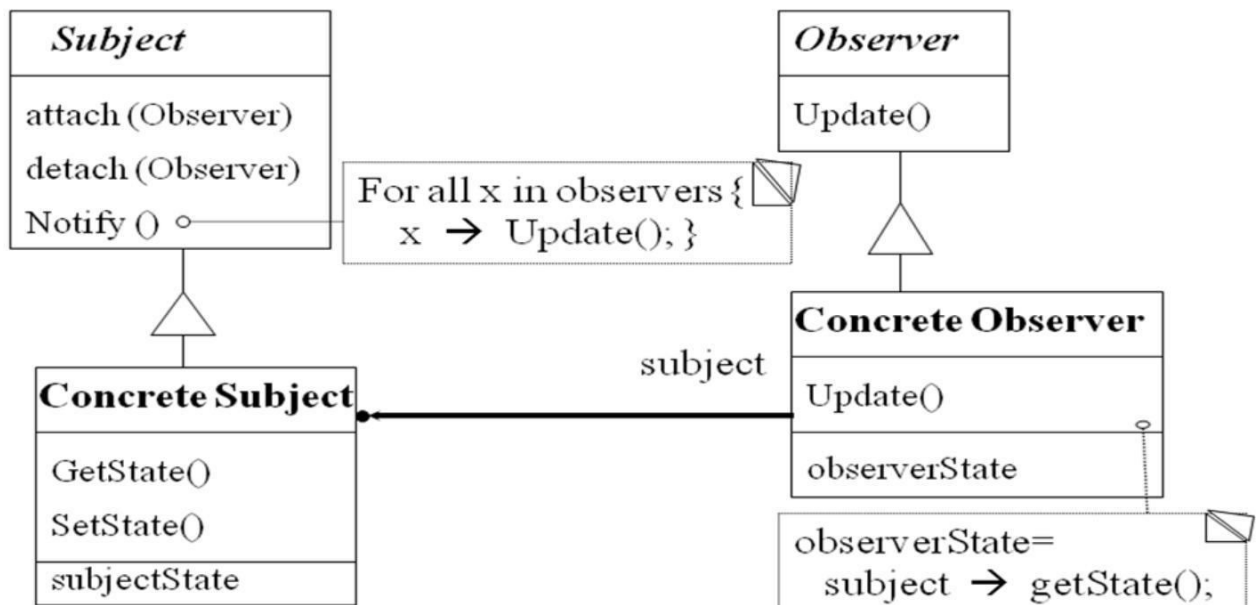 Subject
attach (Observer)
detach (Observer)
Notify ()
For all x in observers {
x → Update(); }
Observer
Update()
Concrete Subject
GetState()
SetState()
subjectState
subject
Concrete Observer
Update()
observerState
observerState=
subject → getState();